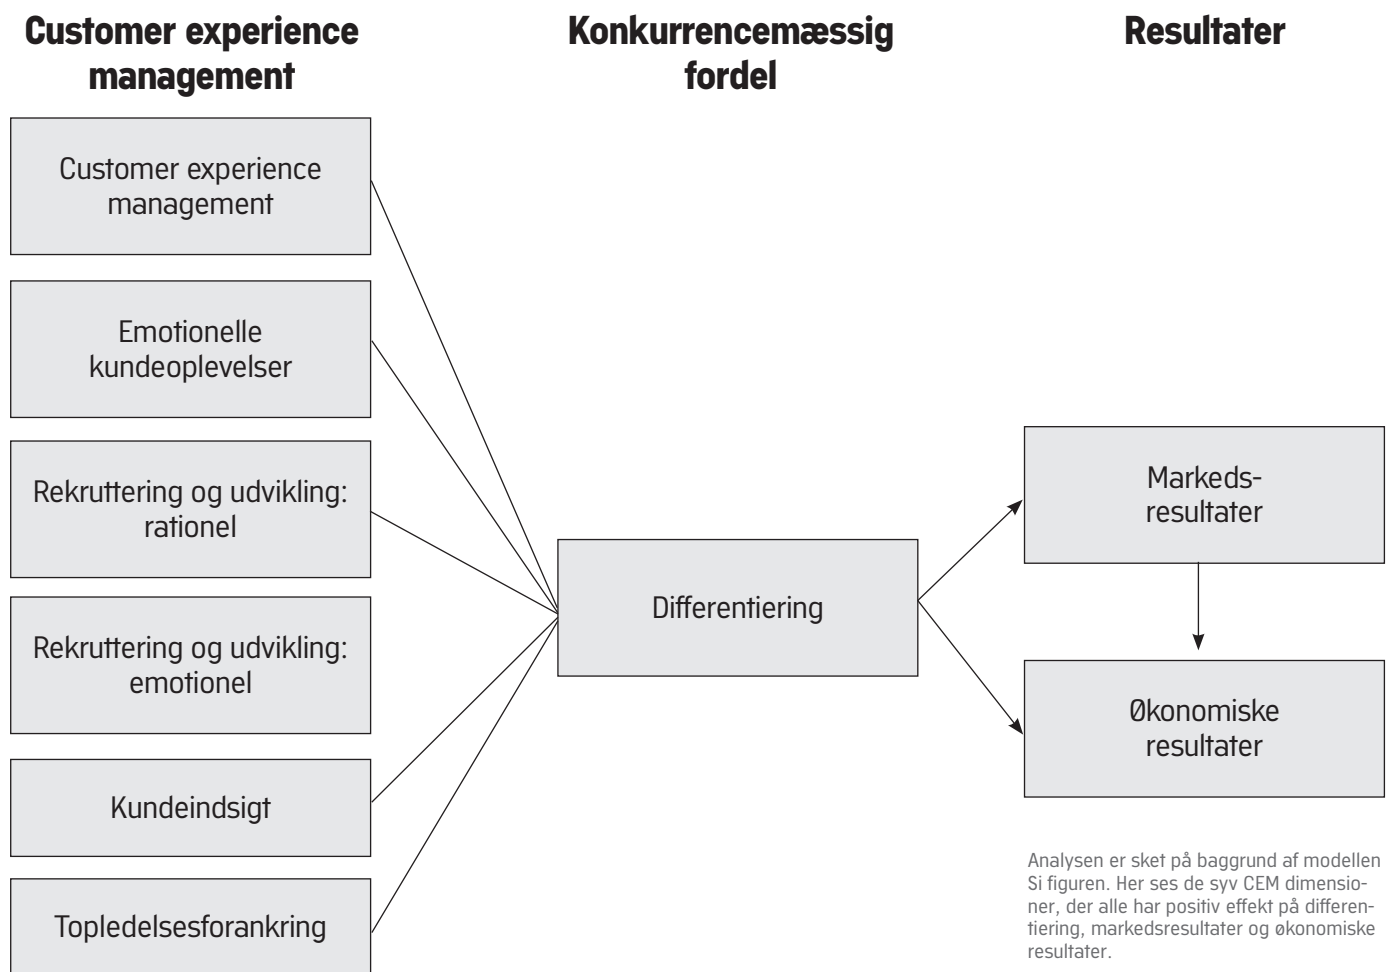 Customer experience
management
Konkurrencemæssig
fordel
Resultater
Customer experience
management
Emotionelle
kundeoplevelser
Rekruttering og udvikling:
rationel
Rekruttering og udvikling:
emotionel
Kundeindsigt
Topledelsesforankring
Differentiering
Markeds-
resultater
Økonomiske
resultater
Analysen er sket på baggrund af modellen
Si figuren. Her ses de syv CEM dimensio-
ner, der alle har positiv effekt på differen-
tiering, markedsresultater og økonomiske
resultater.